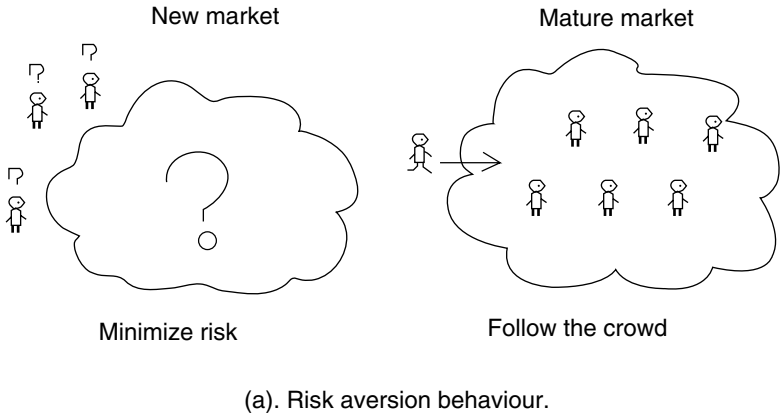 New market
Mature market
?
?
?
?
Minimize risk
Follow the crowd
(a). Risk aversion behaviour.